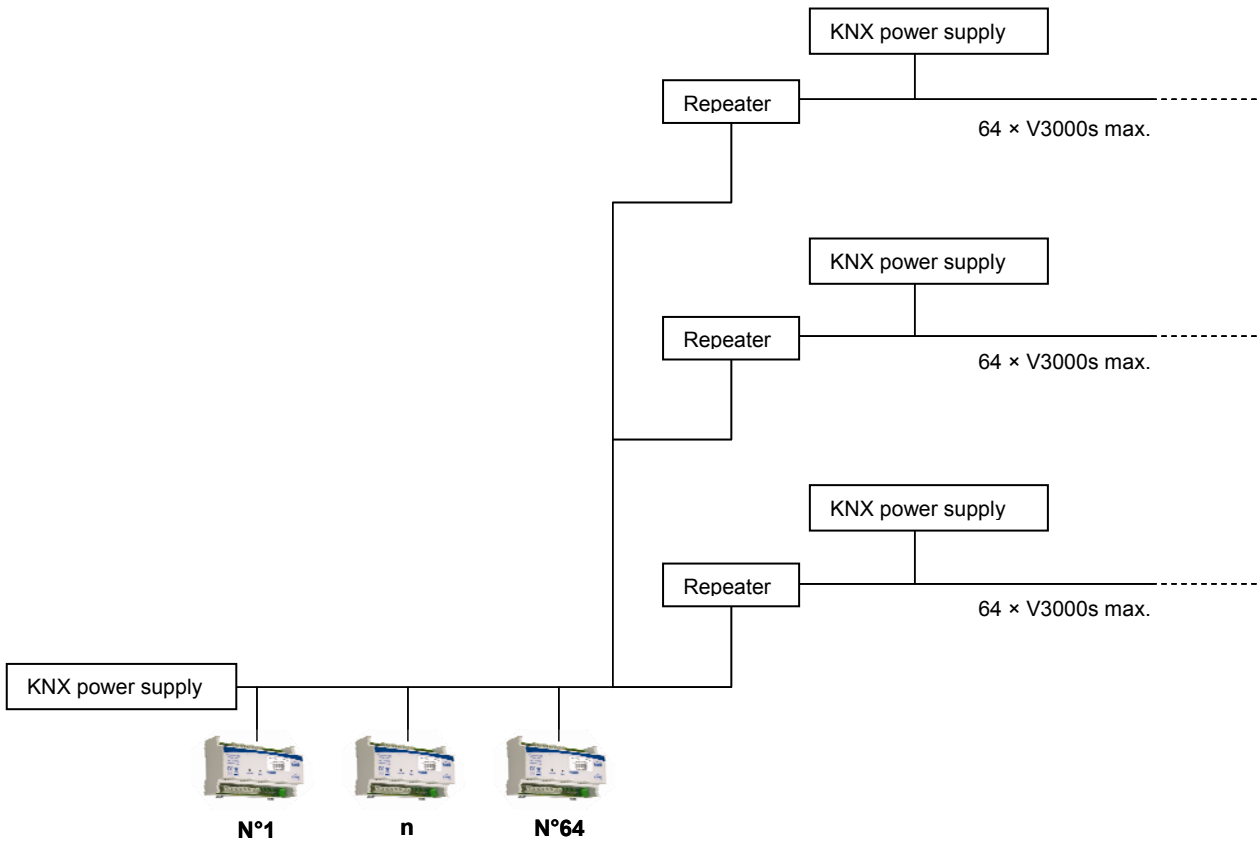 KNX power supply
Repeater
64 × V3000s max.
KNX power supply
Repeater
64 × V3000s max.
KNX power supply
Repeater
64 × V3000s max.
KNX power supply
N°1
n
N°64